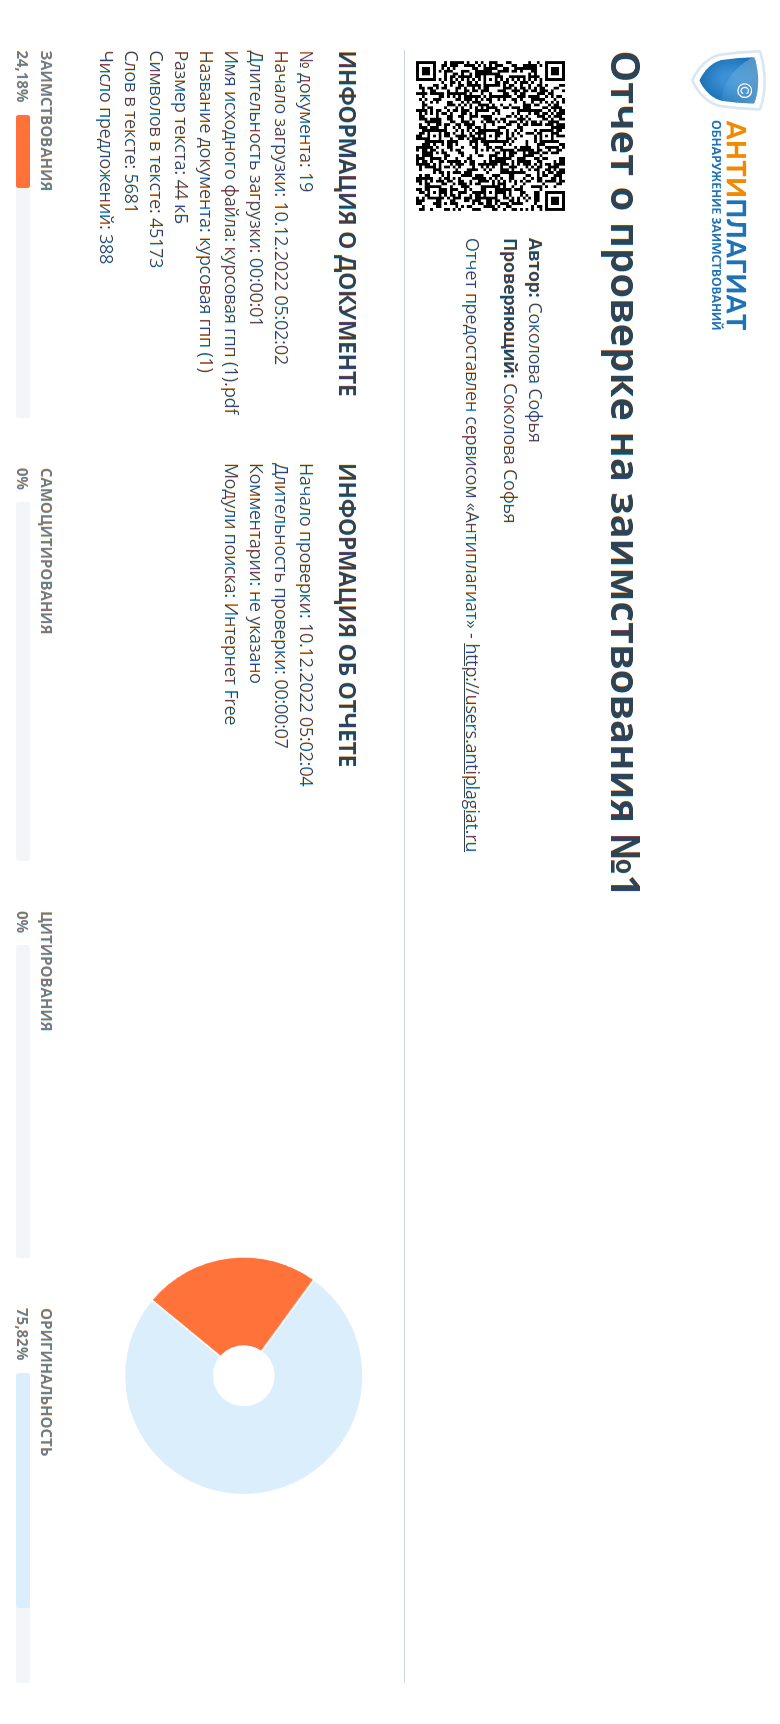 АНТИПЛАГИАТ
ОБНАРУЖЕНИЕ ЗАИМСТВОВАНИЙ
Отчет о проверке на заимствования №1
Автор: Соколова Софья
Проверяющий: Соколова Софья
Отчет предоставлен сервисом «Антиплагиат» - http://users.antiplagiat.ru
ИНФОРМАЦИЯ О ДОКУМЕНТЕ
№ документа: 19
Начало загрузки: 10.12.2022 05:02:02
Длительность загрузки: 00:00:01
Имя исходного файла: курсовая гпп (1).pdf
Название документа: курсовая гпп (1)
Размер текста: 44 кБ
Символов в тексте: 45173
Слов в тексте: 5681
Число предложений: 388
ИНФОРМАЦИЯ ОБ ОТЧЕТЕ
Начало проверки: 10.12.2022 05:02:04
Длительность проверки: 00:00:07
Комментарии: не указано
Модули поиска: Интернет Free
ЗАИМСТВОВАНИЯ
24,18%
САМОЦИТИРОВАНИЯ
0%
ЦИТИРОВАНИЯ
0%
ОРИГИНАЛЬНОСТЬ
75,82%